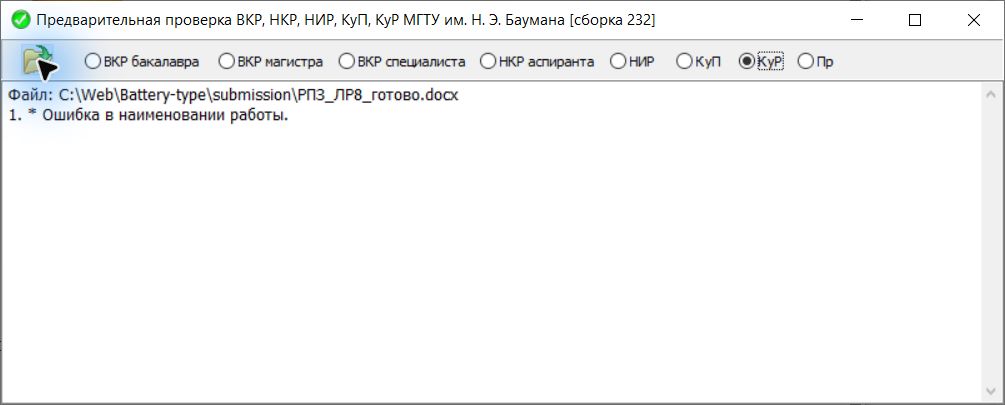 Предварительная проверка ВКР, НКР, НИР, КуП, КуР МГТУ им. Н. Э. Баумана [сборка 232]
ВКР бакалавра ВКР магистра ВКР специалиста НКР аспиранта НИР КуП КуР Пр
Файл: C:\Web\Battery-type\submission\РПЗ_ЛР8_готово.docx
1. * Ошибка в наименовании работы.